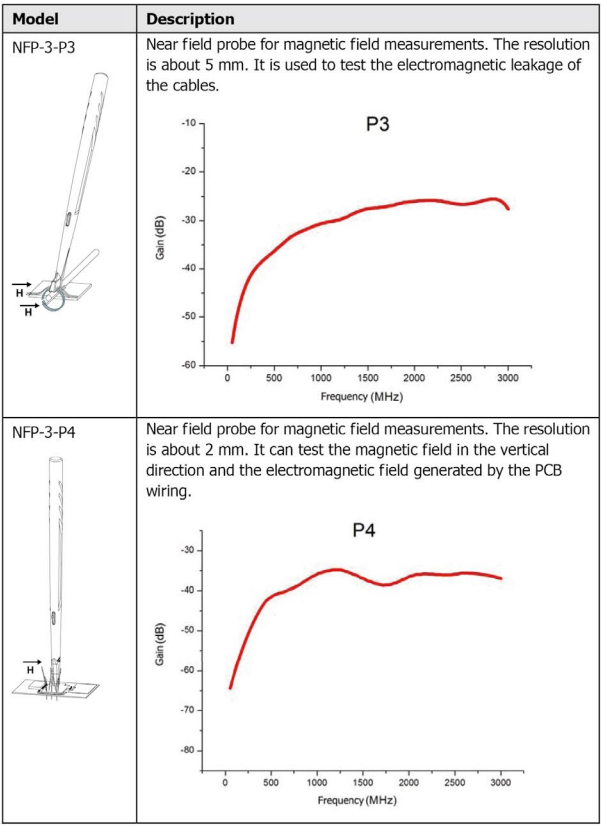 Model Description
NFP-3-P3
Near field probe for magnetic field measurements. The resolution
is about 5 mm. It is used to test the electromagnetic leakage of
the cables.
P3
-10
-20
-30
-40
-50
-60
Gain (dB)
0 500 1000 1500 2000 2500 3000
Frequency (MHz)
H
H
NFP-3-P4
Near field probe for magnetic field measurements. The resolution
is about 2 mm. It can test the magnetic field in the vertical
direction and the electromagnetic field generated by the PCB
wiring.
P4
-30
-40
-50
-60
-70
-80
Gain (dB)
0 500 1000 1500 2000 2500 3000
Frequency (MHz)
H